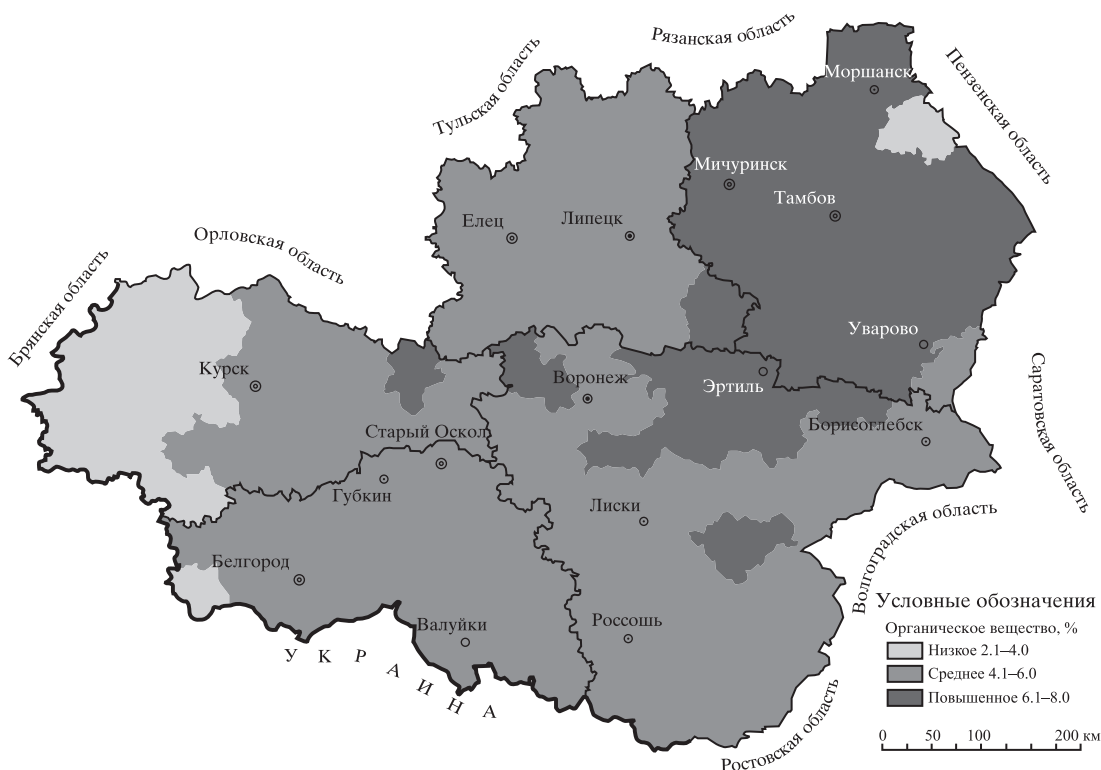 Рязанская область
Тульская область
Пензенская область
Моршанск
Мичуринск
Тамбов
Елец
Липецк
Орловская область
Брянская область
Уварово
Курск
Воронеж
Эртиль
Саратовская область
Старый Оскол
Борисоглебск
Губкин
Лиски
Волгоградская область
Белгород
Валуйки
Россошь
УКРАИНА
Ростовская область
Условные обозначения
Органическое вещество, %
Низкое 2.1–4.0
Среднее 4.1–6.0
Повышенное 6.1–8.0
0 50 100 200 км